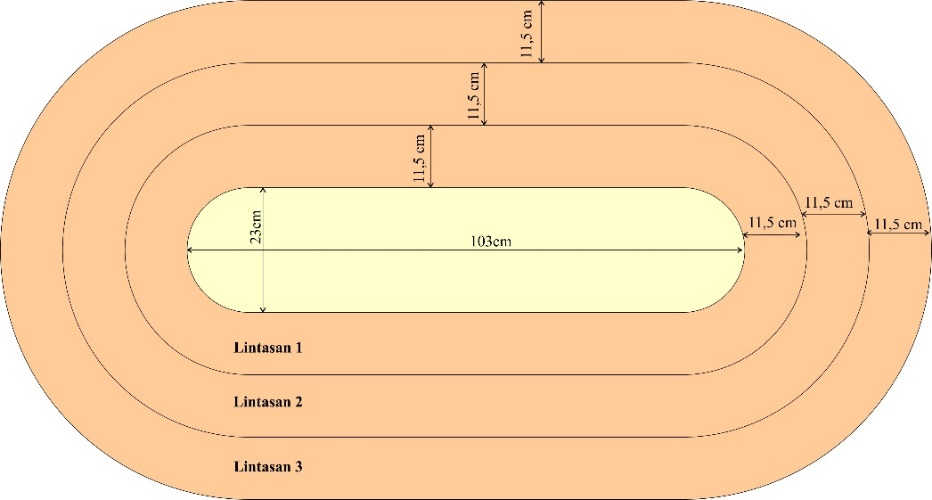 11,5 cm
11,5 cm
11,5 cm
11,5 cm
11,5 cm
11,5 cm
23cm
103cm
Lintasan 1
Lintasan 2
Lintasan 3